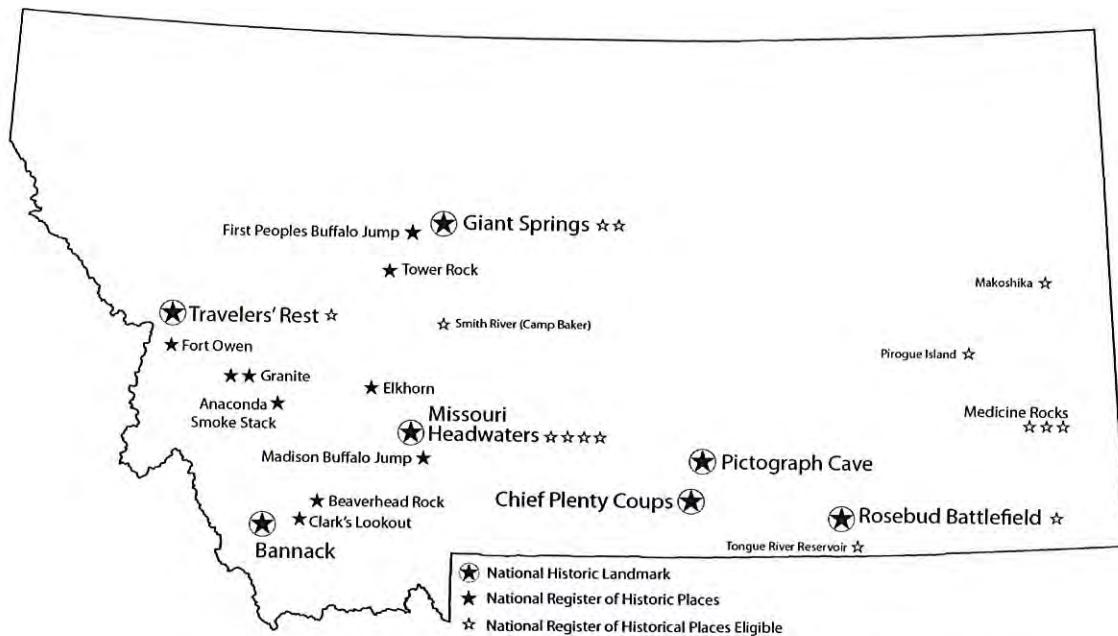 First Peoples Buffalo Jump
Giant Springs
Tower Rock
Makoshika
Travelers' Rest
Smith River (Camp Baker)
Fort Owen
Pirogue Island
Granite
Elkhorn
Anaconda
Smoke Stack
Missouri
Headwaters
Medicine Rocks
Madison Buffalo Jump
Pictograph Cave
Beaverhead Rock
Chief Plenty Coups
Clark's Lookout
Rosebud Battlefield
Bannack
Tongue River Reservoir
National Historic Landmark
National Register of Historic Places
National Register of Historical Places Eligible